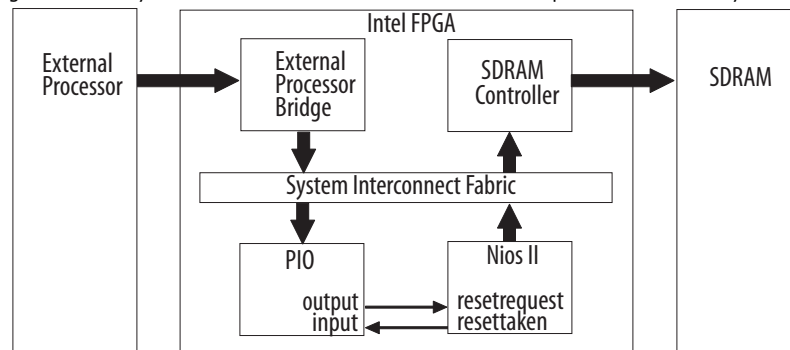 Intel FPGA
External
Processor
External
Processor
Bridge
SDRAM
Controller
SDRAM
System Interconnect Fabric
PIO
output
input
Nios II
resetrequest
resettaken